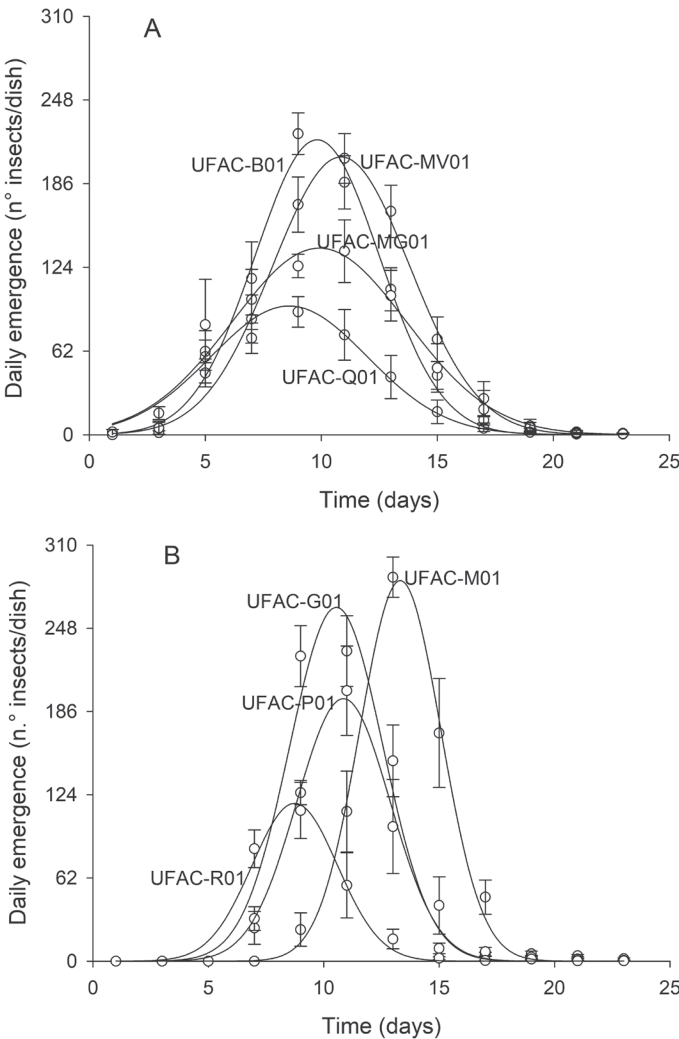 A
310
248
186
124
62
0
Daily emergence (n° insects/dish)
UFAC-B01
UFAC-MV01
UFAC-MG01
UFAC-Q01
0 5 10 15 20 25
Time (days)
B
310
248
186
124
62
0
Daily emergence (n.° insects/dish)
UFAC-M01
UFAC-G01
UFAC-P01
UFAC-R01
0 5 10 15 20 25
Time (days)